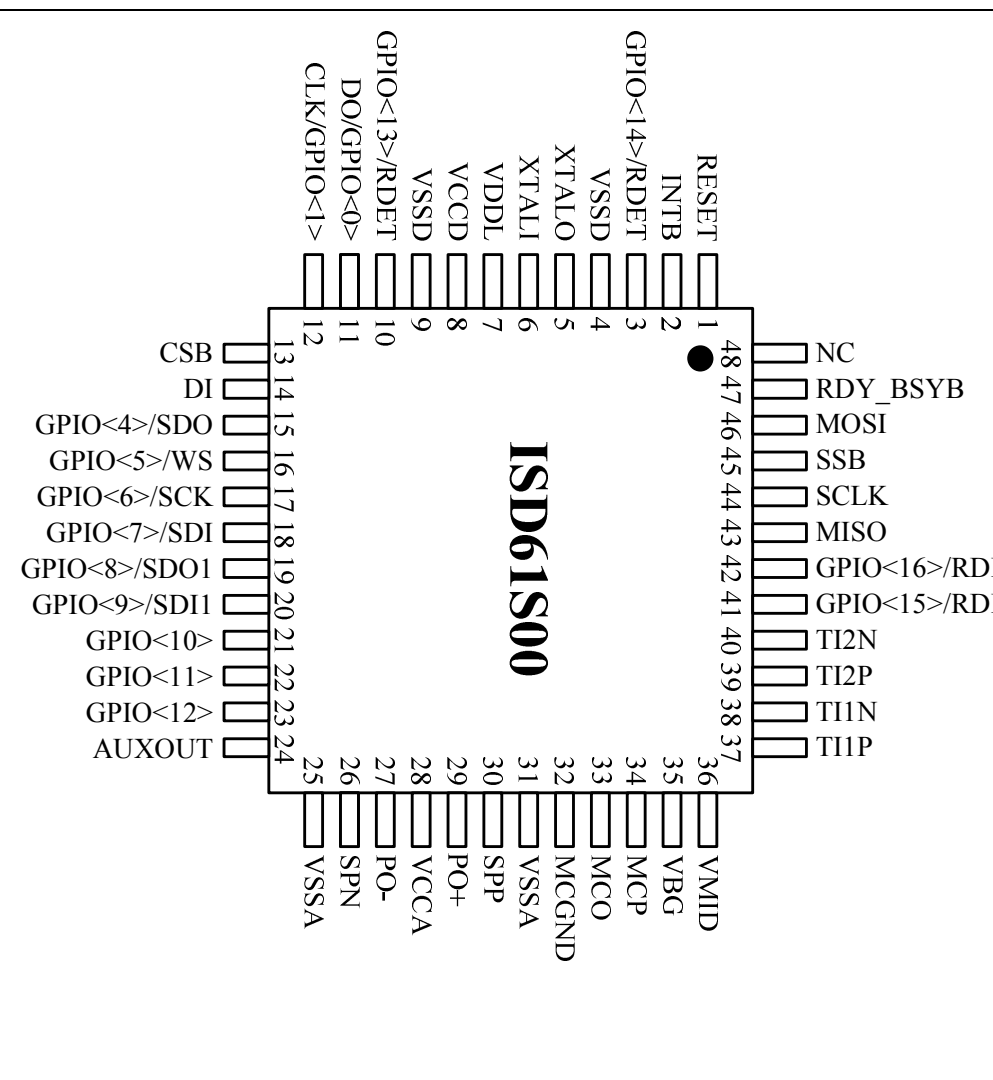 CLK/GPIO<1>
DO/GPIO<0>
GPIO<13>/RDET
VSSD
VCCD
VDDL
XTALI
XTALO
VSSD
GPIO<14>/RDET
INTB
RESET
12
11
10
9
8
7
6
5
4
3
2
1
CSB 13
DI 14
GPIO<4>/SDO 15
GPIO<5>/WS 16
GPIO<6>/SCK 17
GPIO<7>/SDI 18
GPIO<8>/SDO1 19
GPIO<9>/SDI1 20
GPIO<10> 21
GPIO<11> 22
GPIO<12> 23
AUXOUT 24
ISD61S00
48 NC
47 RDY_BSYB
46 MOSI
45 SSB
44 SCLK
43 MISO
42 GPIO<16>/RD
41 GPIO<15>/RD
40 TI2N
39 TI2P
38 TI1N
37 TI1P
25
26
27
28
29
30
31
32
33
34
35
36
VSSA
SPN
PO-
VCCA
PO+
SPP
VSSA
MCGND
MCO
MCP
VBG
VMID